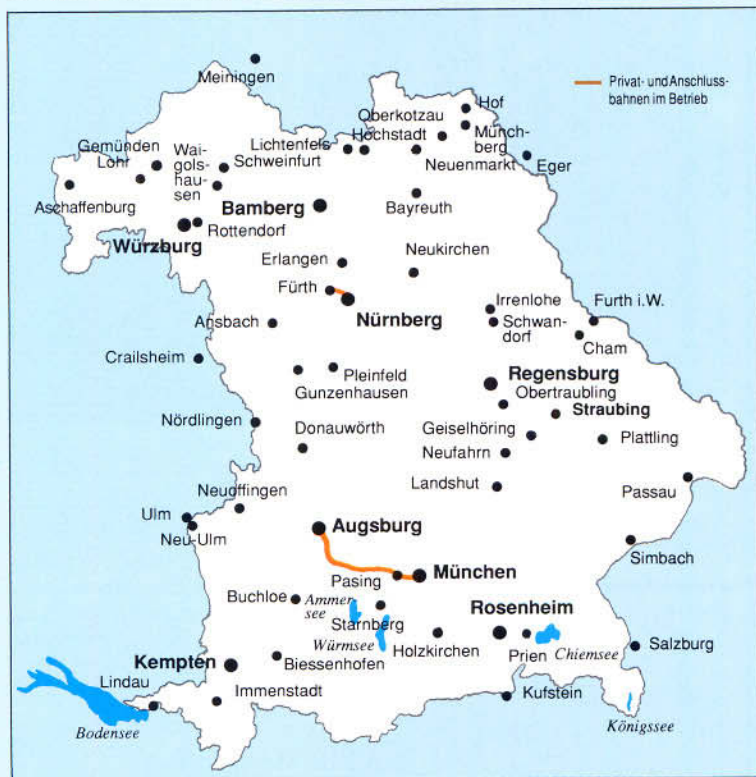 Meiningen
Privat- und Anschluss-
bahnen im Betrieb
Hof
Oberkotzau
Münch-
berg
Lichtenfels
Hochstadt
Neuenmarkt
Eger
Gemünden
Lohr
Wai-
gols-
hau-
sen
Schweinfurt
Aschaffenburg
Bamberg
Bayreuth
Würzburg
Rottendorf
Erlangen
Neukirchen
Fürth
Nürnberg
Irrenlohe
Furth i.W.
Schwan-
dorf
Cham
Ansbach
Crailsheim
Pleinfeld
Gunzenhausen
Regensburg
Obertraubling
Straubing
Nördlingen
Donauwörth
Geiselhöring
Plattling
Neufahrn
Landshut
Passau
Neuoffingen
Ulm
Neu-Ulm
Augsburg
Simbach
Pasing
München
Buchloe
Ammer
see
Starnberg
Würmsee
Rosenheim
Holzkirchen
Prien
Chiemsee
Salzburg
Kempten
Biessenhofen
Lindau
Immenstadt
Kufstein
Bodensee
Königssee